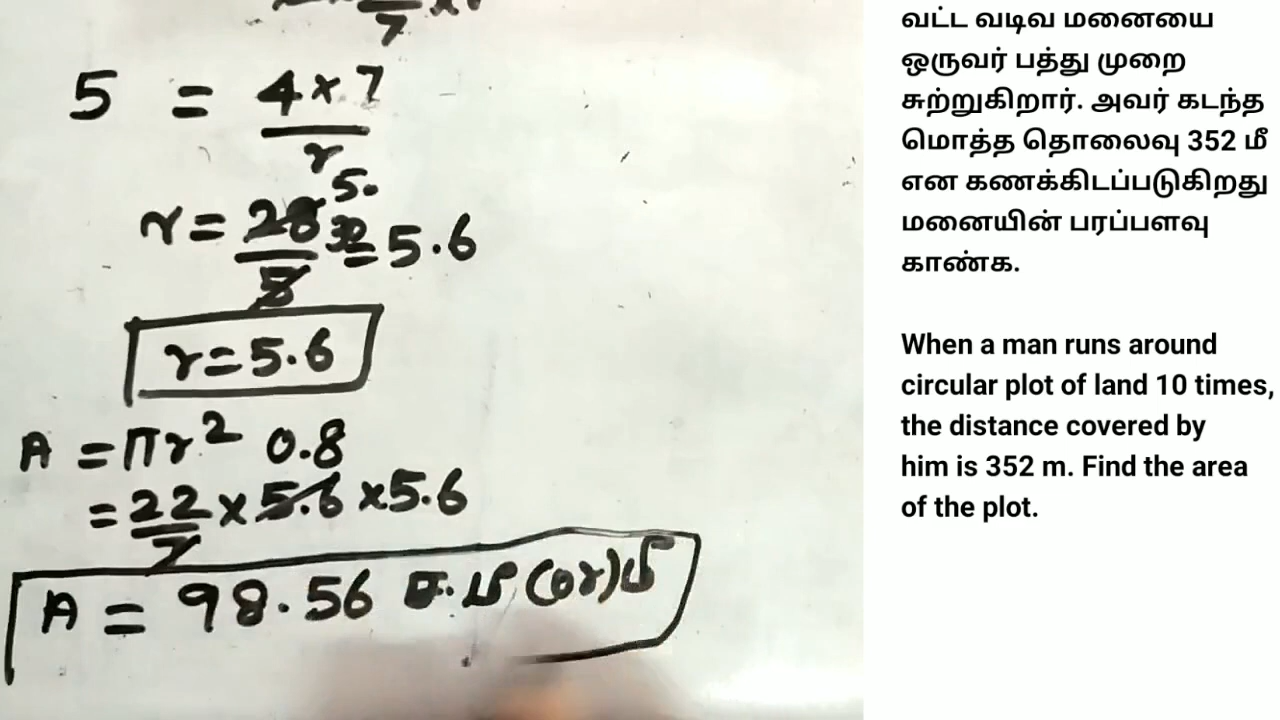 7
5 = 4 × 7
r
5.
r = 28 = 5.6
5
r = 5.6
A = πr² 0.8
= 22 × 5.6 × 5.6
7
A = 98.56 ச.மீ (or) மீ
வட்ட வடிவ மனையை
ஒருவர் பத்து முறை
சுற்றுகிறார். அவர் கடந்த
மொத்த தொலைவு 352 மீ
என கணக்கிடப்படுகிறது
மனையின் பரப்பளவு
காண்க.
When a man runs around
circular plot of land 10 times,
the distance covered by
him is 352 m. Find the area
of the plot.